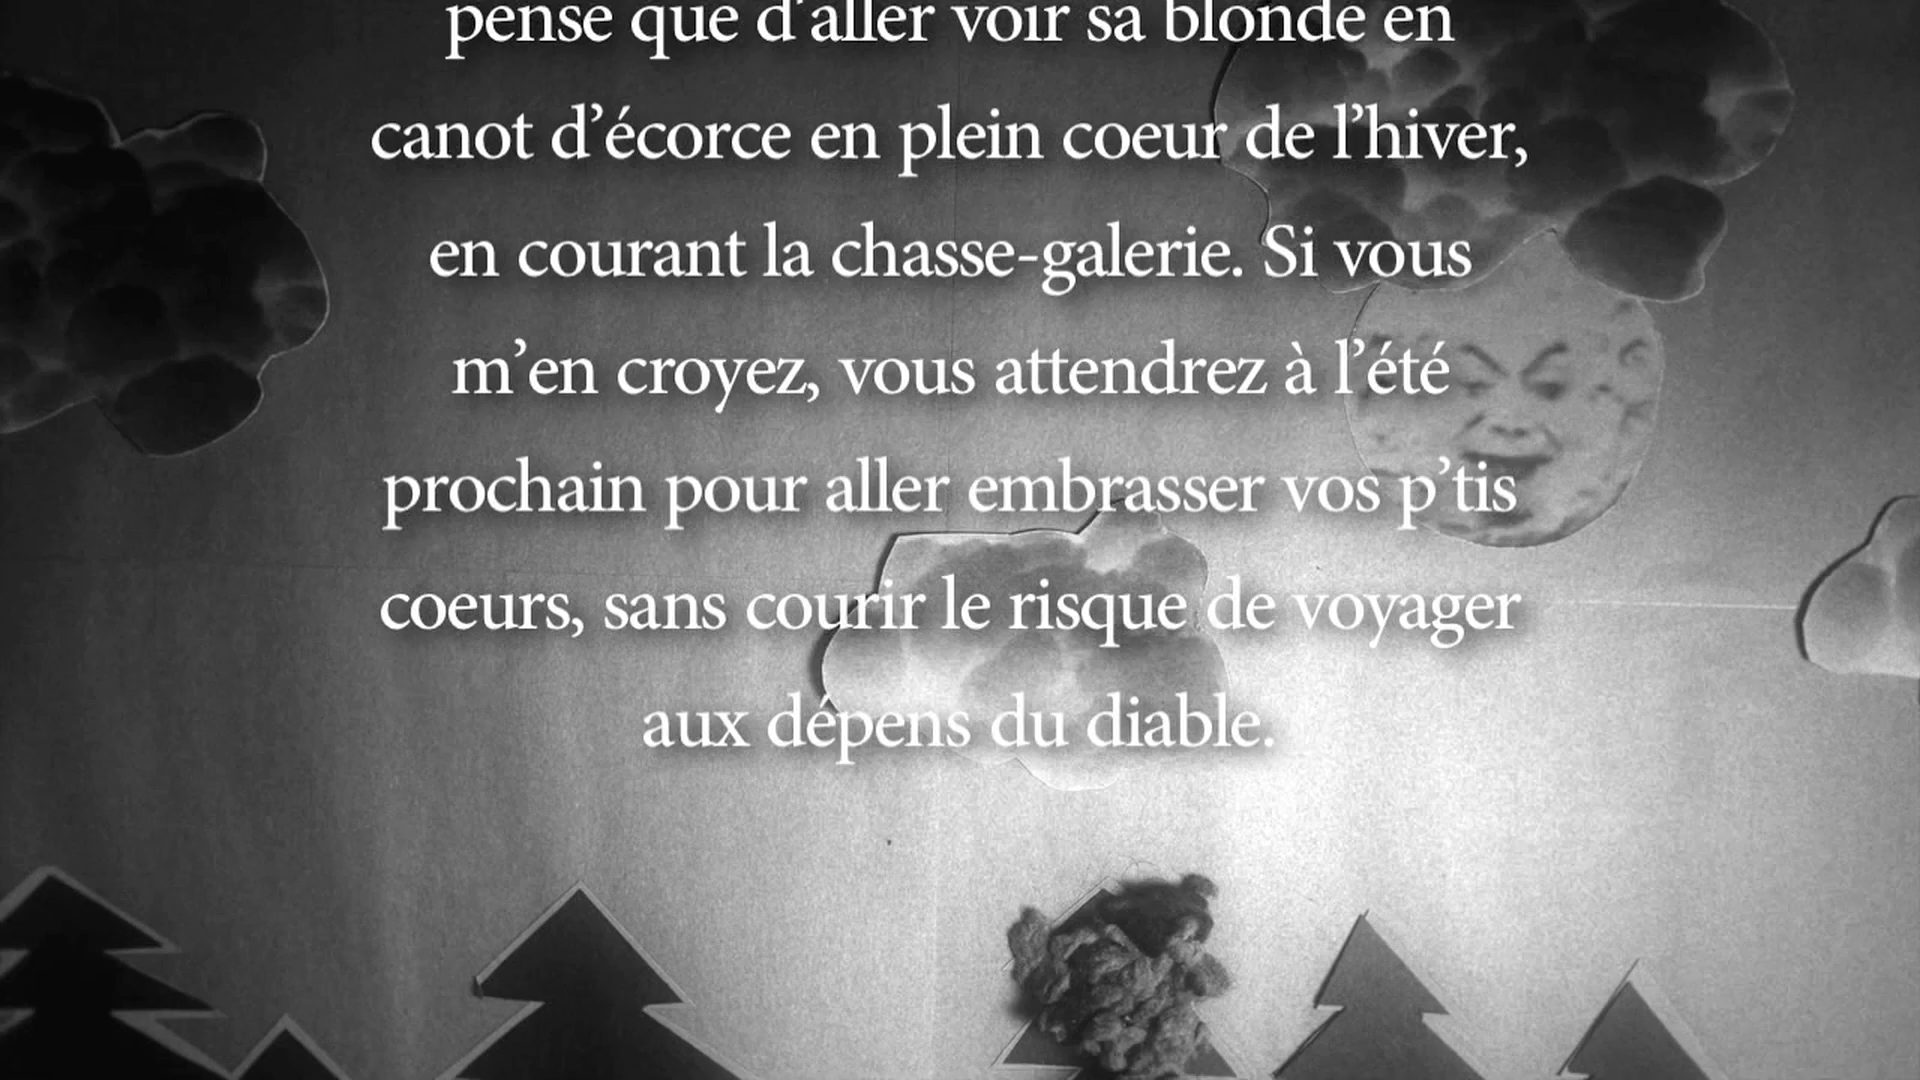 pense que d'aller voir sa blonde en
canot d'écorce en plein coeur de l'hiver,
en courant la chasse-galerie. Si vous
m'en croyez, vous attendrez à l'été
prochain pour aller embrasser vos p'tis
coeurs, sans courir le risque de voyager
aux dépens du diable.